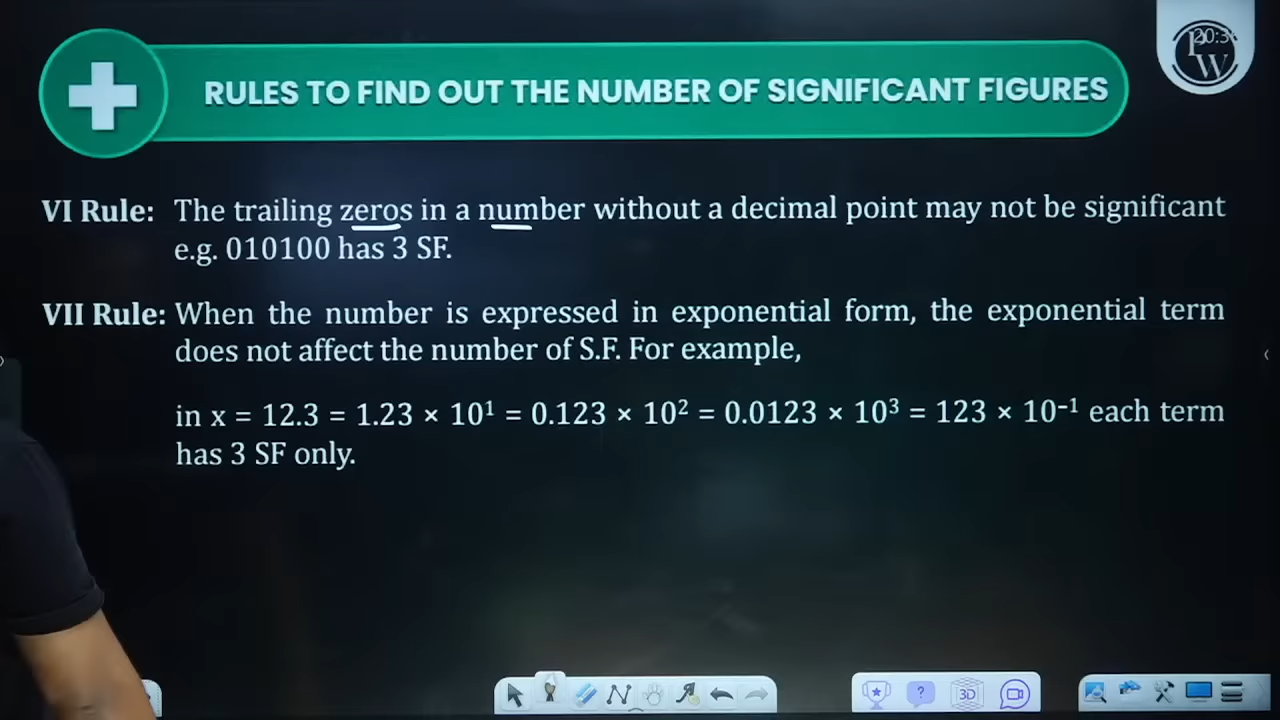 RULES TO FIND OUT THE NUMBER OF SIGNIFICANT FIGURES
PW
VI Rule: The trailing zeros in a number without a decimal point may not be significant
e.g. 010100 has 3 SF.
VII Rule: When the number is expressed in exponential form, the exponential term
does not affect the number of S.F. For example,
in x = 12.3 = 1.23 × 10¹ = 0.123 × 10² = 0.0123 × 10³ = 123 × 10⁻¹ each term
has 3 SF only.
?
3D